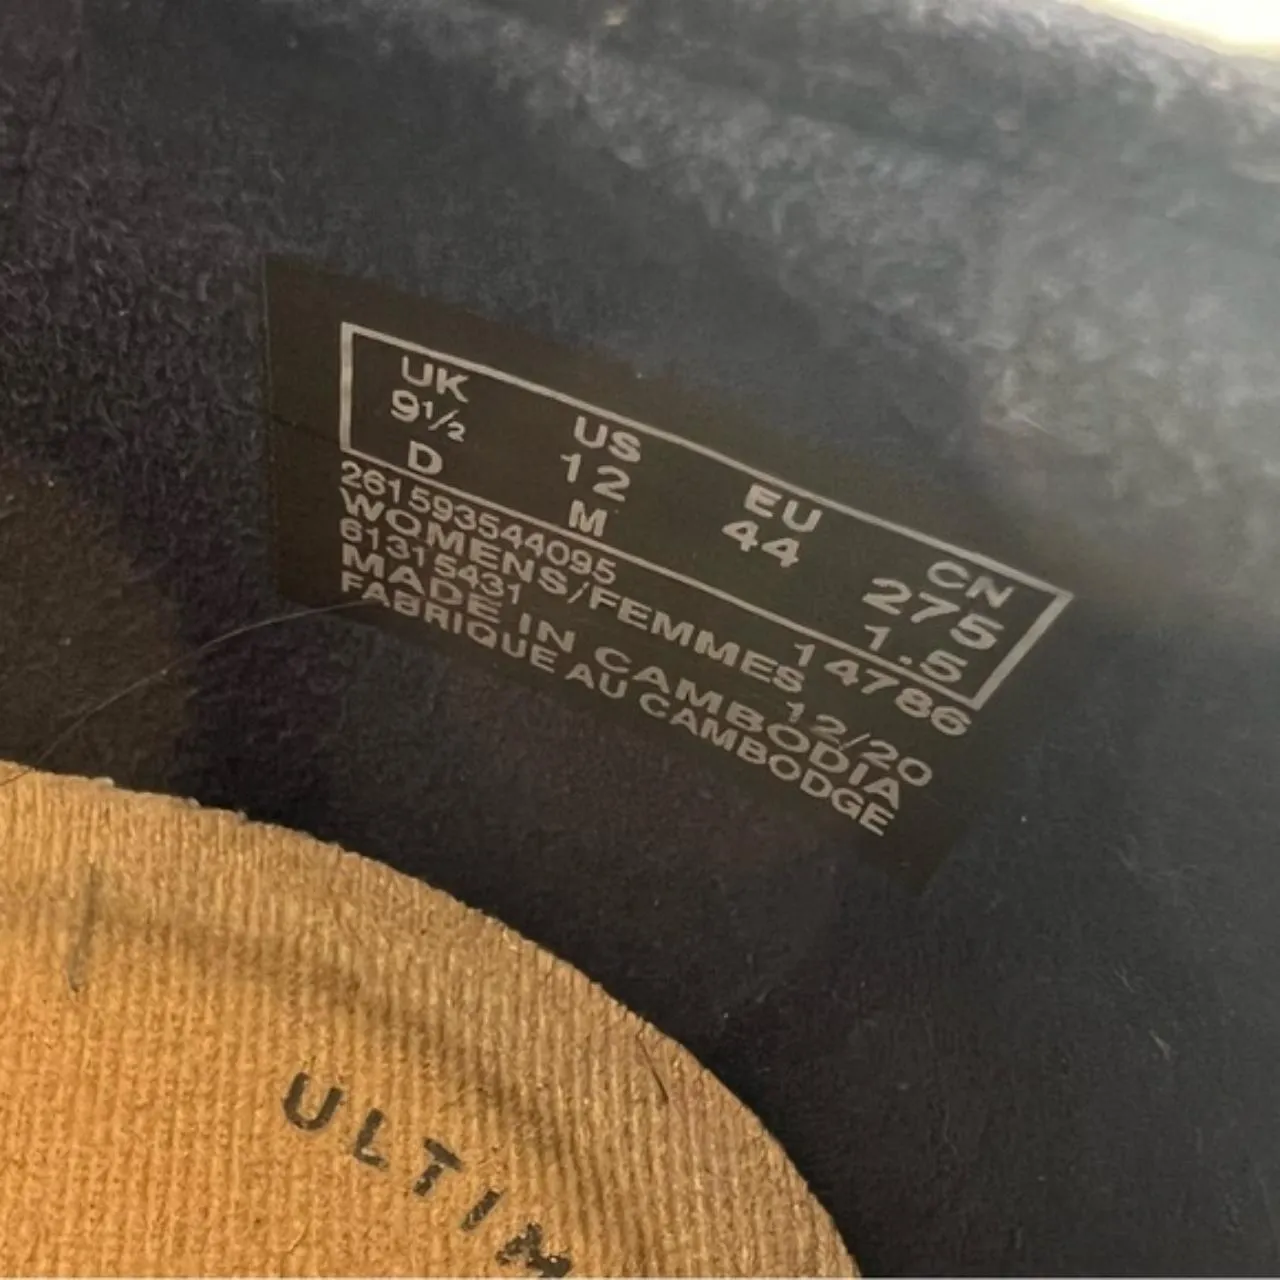 UK US EU CN
9½ 12 44 275
D M 1.5
261593544095 14786
WOMENS/FEMMES
61315431 12/20
MADE IN CAMBODIA
FABRIQUE AU CAMBODGE
ULTIM